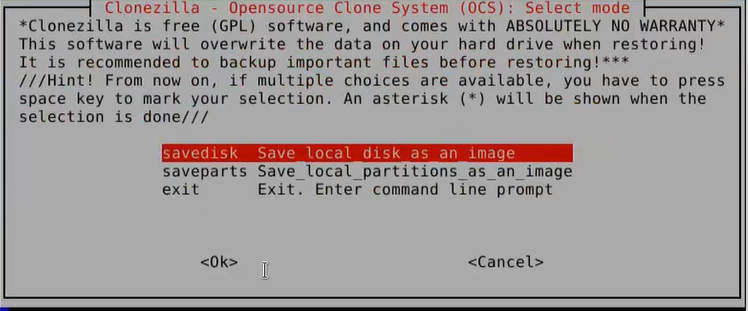 Clonezilla - Opensource Clone System (OCS): Select mode
*Clonezilla is free (GPL) software, and comes with ABSOLUTELY NO WARRANTY*
This software will overwrite the data on your hard drive when restoring!
It is recommended to backup important files before restoring!***
///Hint! From now on, if multiple choices are available, you have to press
space key to mark your selection. An asterisk (*) will be shown when the
selection is done///
savedisk Save_local_disk_as_an_image
saveparts Save_local_partitions_as_an_image
exit Exit. Enter command line prompt
<Ok> <Cancel>